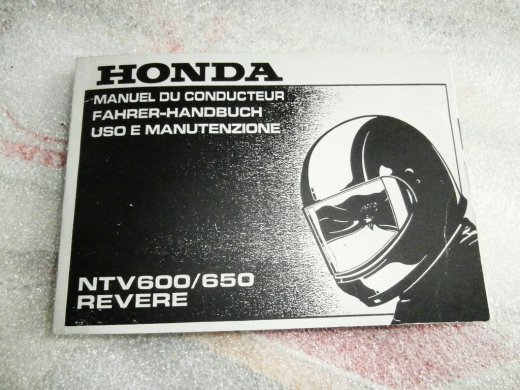 HONDA
MANUEL DU CONDUCTEUR
FAHRER-HANDBUCH
USO E MANUTENZIONE
NTV600/650
REVERE